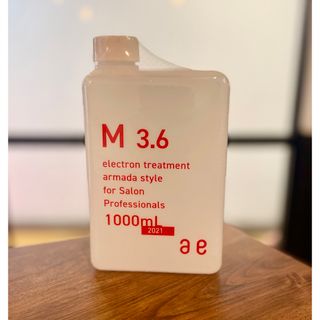 M 3.6
electron treatment
armada style
for Salon
Professionals
1000ml
2021
ae